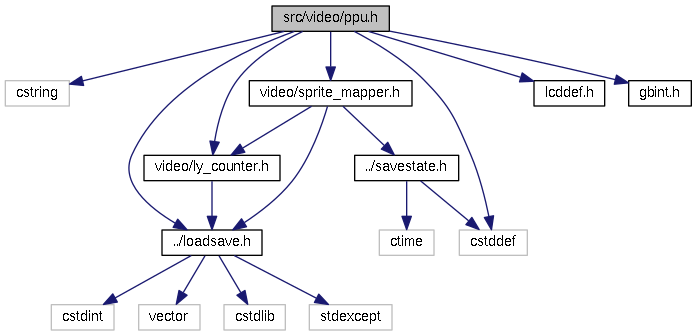 src/video/ppu.h
cstring
video/sprite_mapper.h
lcddef.h
gbint.h
video/ly_counter.h
../savestate.h
../loadsave.h
ctime
cstddef
cstdint
vector
cstdlib
stdexcept